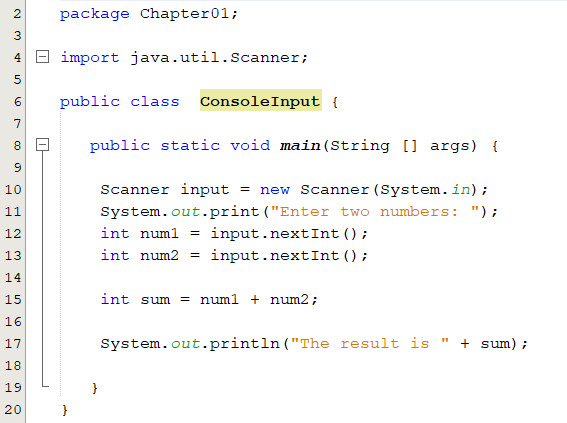 2 package Chapter01;
3
4 import java.util.Scanner;
5
6 public class ConsoleInput {
7
8 public static void main(String [] args) {
9
10 Scanner input = new Scanner(System.in);
11 System.out.print("Enter two numbers: ");
12 int num1 = input.nextInt();
13 int num2 = input.nextInt();
14
15 int sum = num1 + num2;
16
17 System.out.println("The result is " + sum);
18
19 }
20 }